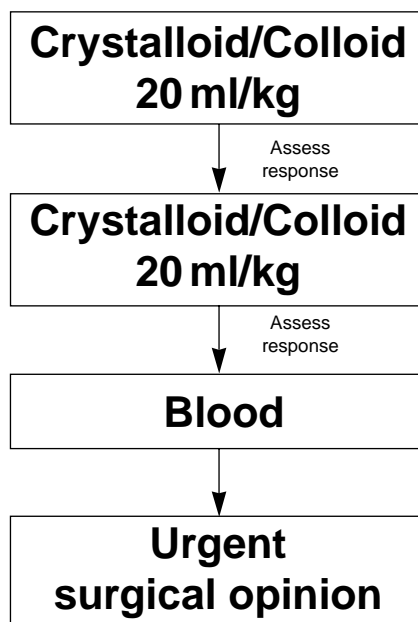 Crystalloid/Colloid
20 ml/kg
Assess
response
Crystalloid/Colloid
20 ml/kg
Assess
response
Blood
Urgent
surgical opinion